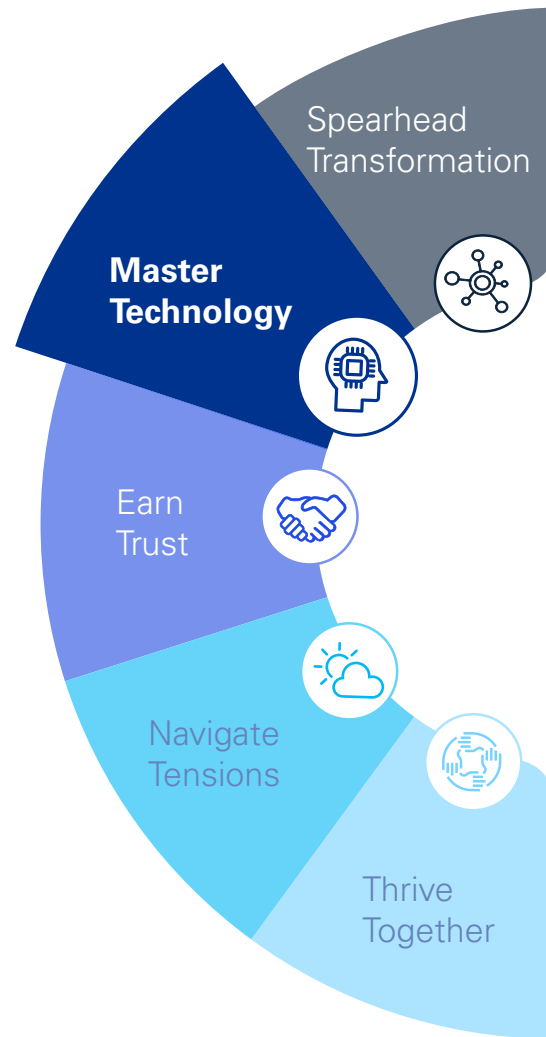 Spearhead
Transformation
Master
Technology
Earn
Trust
Navigate
Tensions
Thrive
Together